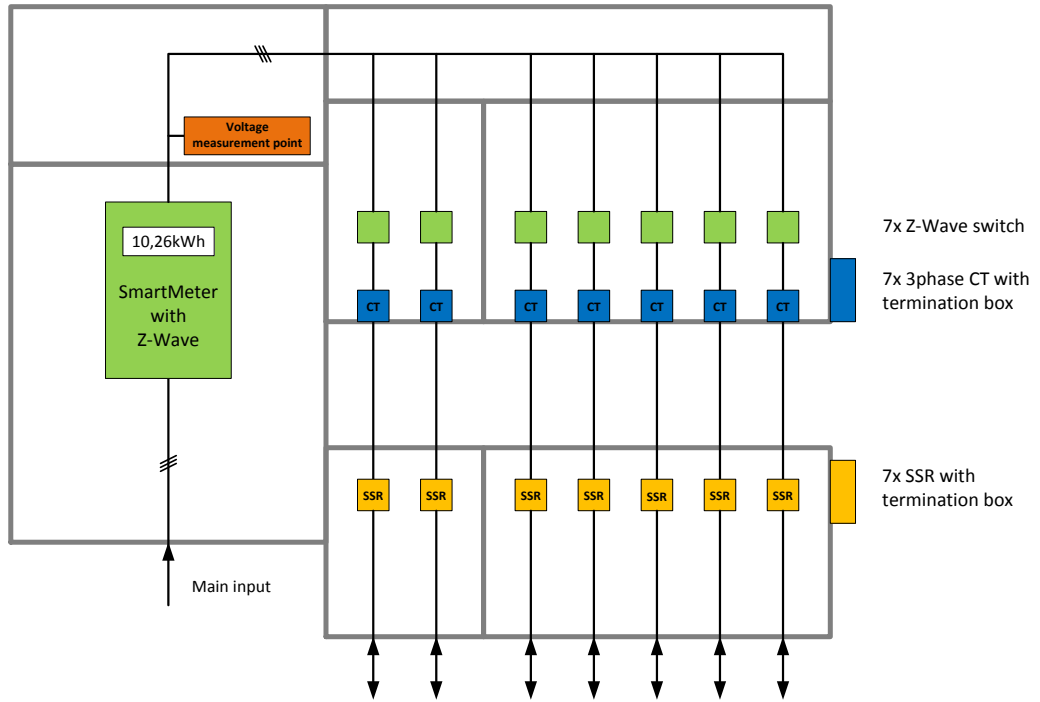 Voltage
measurement point
10,26kWh
SmartMeter
with
Z-Wave
7x Z-Wave switch
7x 3phase CT with
termination box
CT CT CT CT CT CT CT
7x SSR with
termination box
SSR SSR SSR SSR SSR SSR SSR
Main input